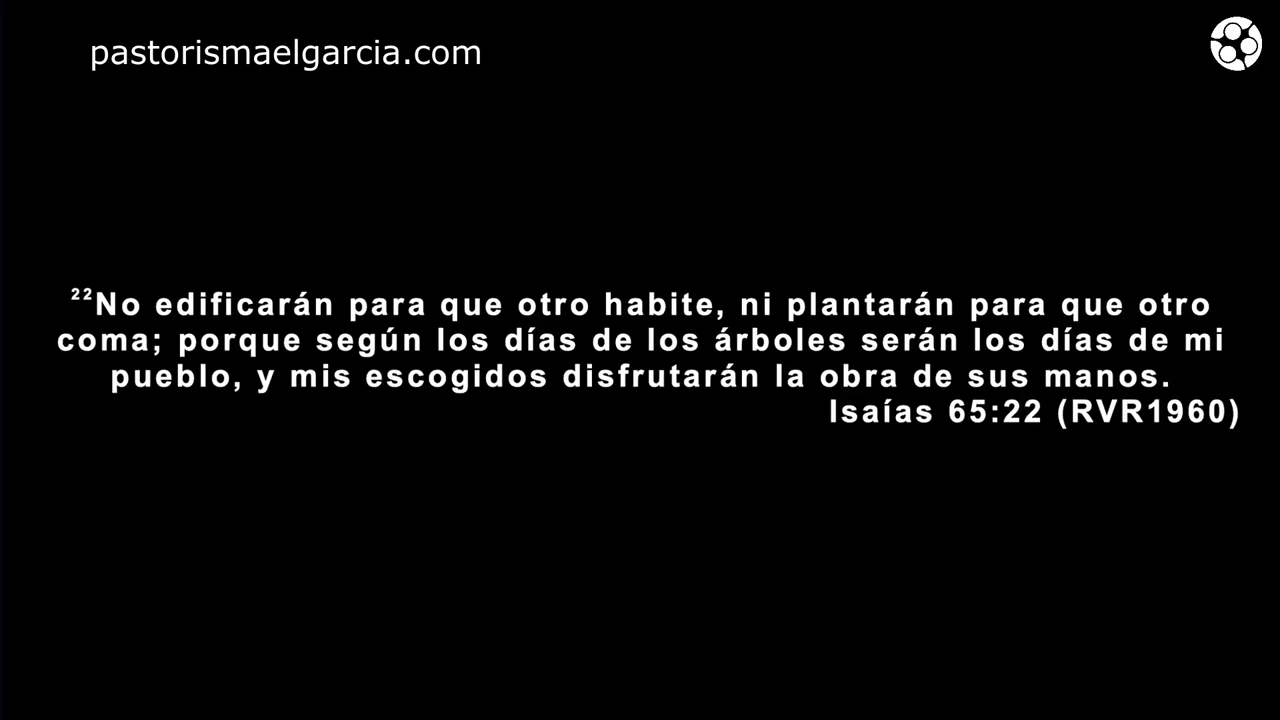 pastorismaelgarcia.com
²²No edificarán para que otro habite, ni plantarán para que otro
coma; porque según los días de los árboles serán los días de mi
pueblo, y mis escogidos disfrutarán la obra de sus manos.
Isaías 65:22 (RVR1960)